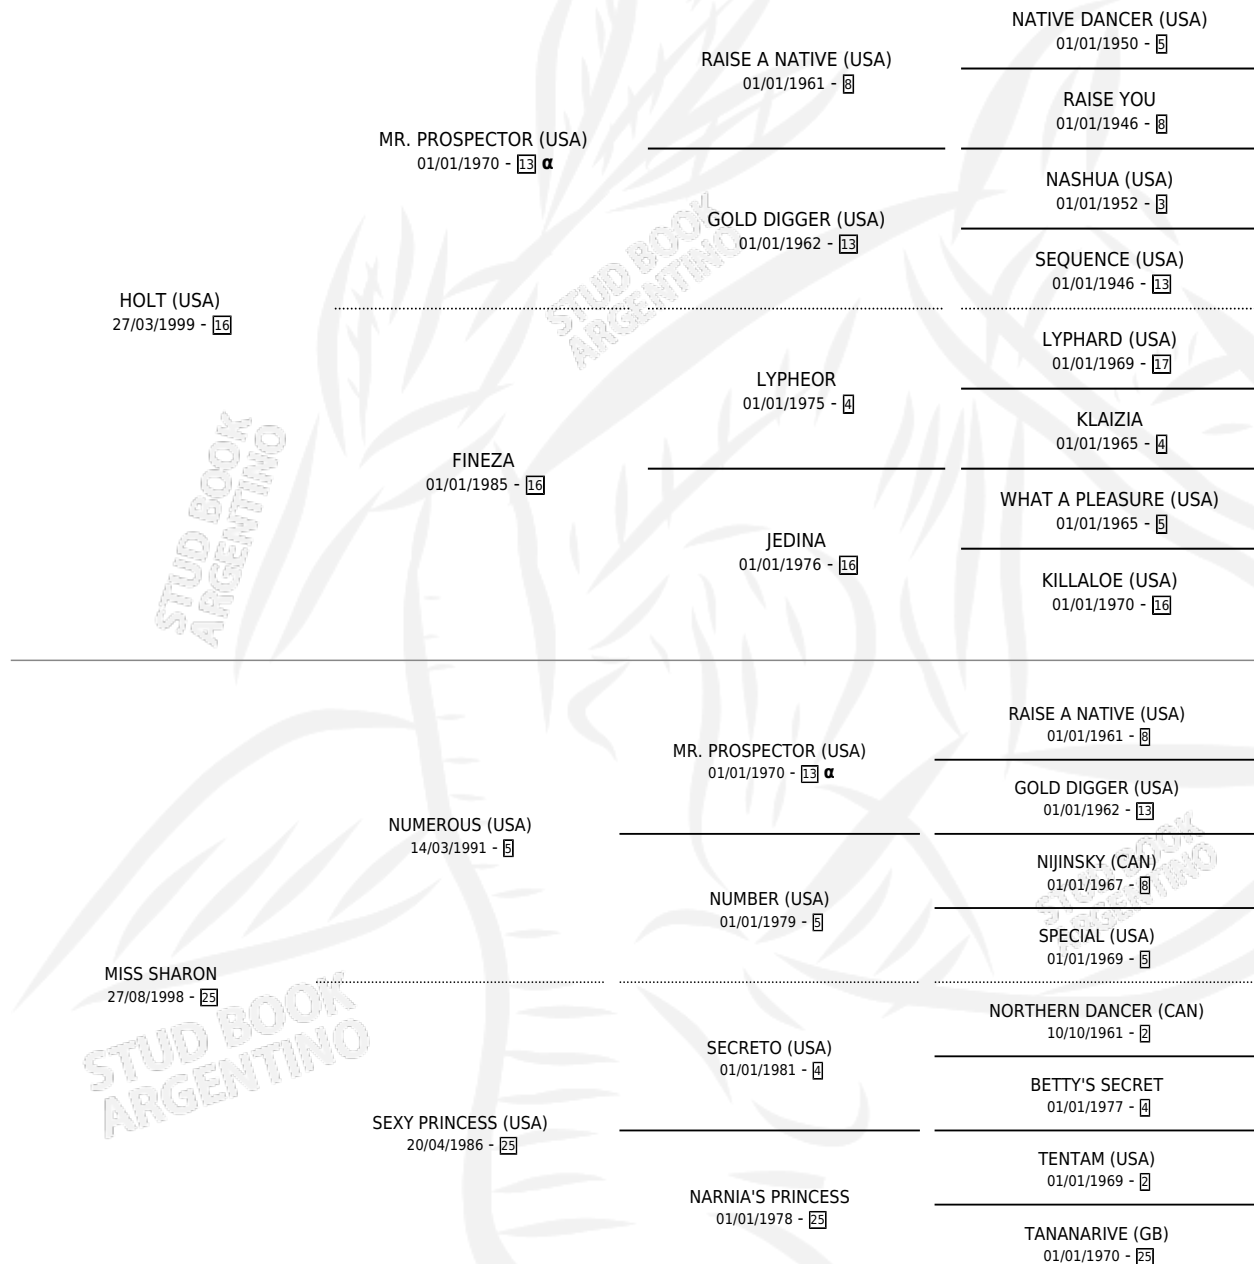 NATIVE DANCER (USA)
01/01/1950 - 5
RAISE A NATIVE (USA)
01/01/1961 - 8
RAISE YOU
01/01/1946 - 8
MR. PROSPECTOR (USA)
01/01/1970 - 13 α
NASHUA (USA)
01/01/1952 - 3
GOLD DIGGER (USA)
01/01/1962 - 13
SEQUENCE (USA)
01/01/1946 - 13
STUD BOOK
ARGENTINO
HOLT (USA)
27/03/1999 - 16
LYPHARD (USA)
01/01/1969 - 17
LYPHEOR
01/01/1975 - 4
KLAIZIA
01/01/1965 - 4
FINEZA
01/01/1985 - 16
WHAT A PLEASURE (USA)
01/01/1965 - 5
JEDINA
01/01/1976 - 16
KILLALOE (USA)
01/01/1970 - 16
STUD BOOK
ARGENTINO
RAISE A NATIVE (USA)
01/01/1961 - 8
MR. PROSPECTOR (USA)
01/01/1970 - 13 α
GOLD DIGGER (USA)
01/01/1962 - 13
NUMEROUS (USA)
14/03/1991 - 5
NIJINSKY (CAN)
01/01/1967 - 8
NUMBER (USA)
01/01/1979 - 5
SPECIAL (USA)
01/01/1969 - 5
STUD BOOK
ARGENTINO
MISS SHARON
27/08/1998 - 25
NORTHERN DANCER (CAN)
10/10/1961 - 2
SECRETO (USA)
01/01/1981 - 4
BETTY'S SECRET
01/01/1977 - 4
STUD BOOK
ARGENTINO
SEXY PRINCESS (USA)
20/04/1986 - 25
TENTAM (USA)
01/01/1969 - 2
NARNIA'S PRINCESS
01/01/1978 - 25
TANANARIVE (GB)
01/01/1970 - 25